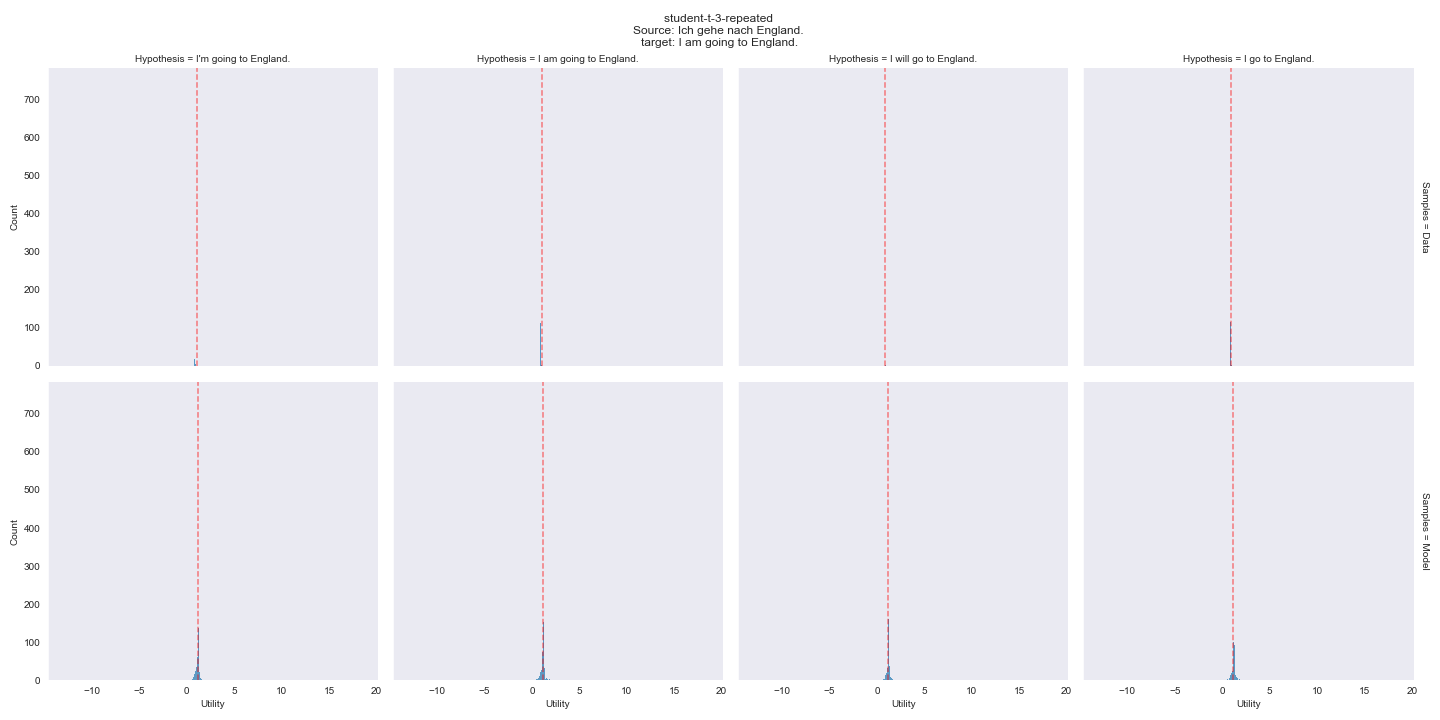 student-t-3-repeated
Source: Ich gehe nach England.
target: I am going to England.
Hypothesis = I'm going to England.
Hypothesis = I am going to England.
Hypothesis = I will go to England.
Hypothesis = I go to England.
700
600
500
400
300
200
100
0
Count
Samples = Data
700
600
500
400
300
200
100
0
Count
Samples = Model
−10 −5 0 5 10 15 20
Utility
−10 −5 0 5 10 15 20
Utility
−10 −5 0 5 10 15 20
Utility
−10 −5 0 5 10 15 20
Utility